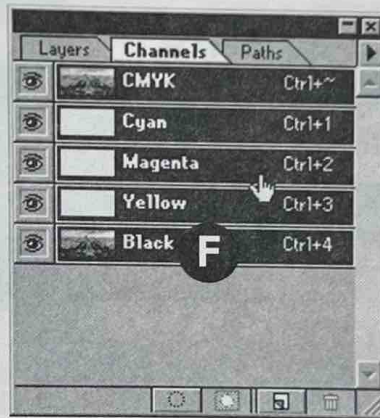 Layers Channels Paths
CMYK Ctrl+~
Cyan Ctrl+1
Magenta Ctrl+2
Yellow Ctrl+3
Black Ctrl+4
F